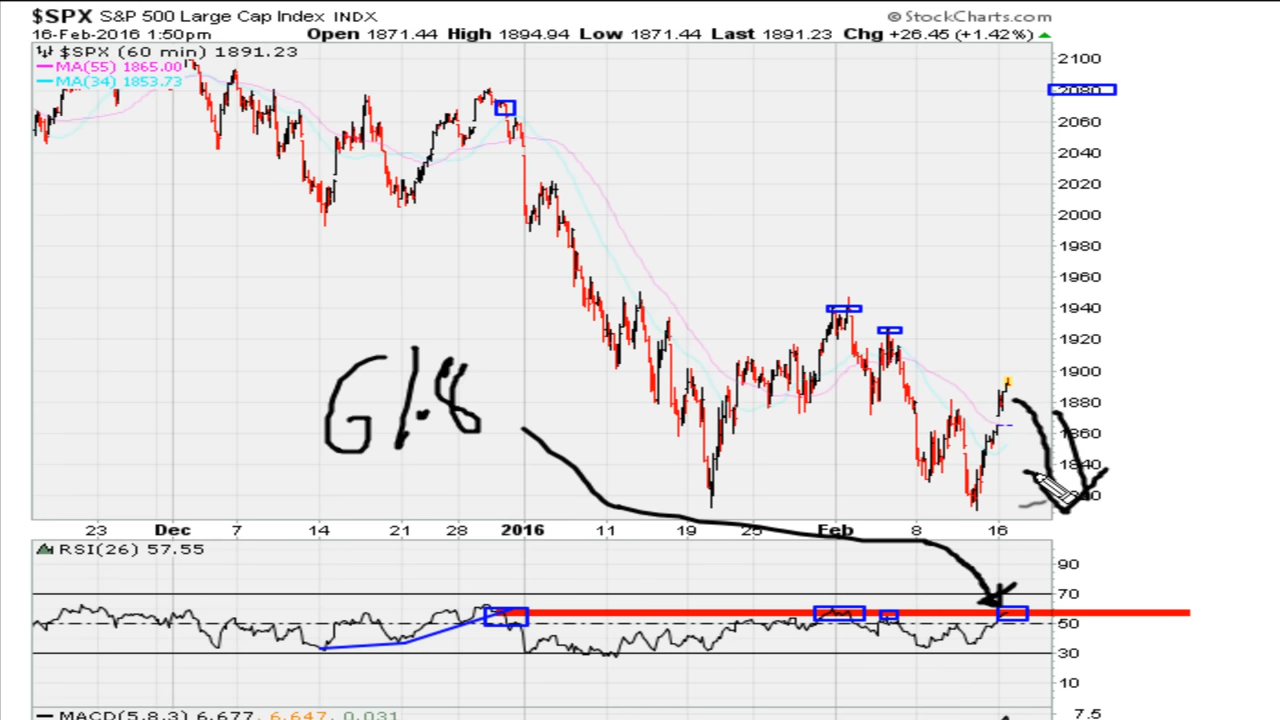 $SPX S&P 500 Large Cap Index INDX © StockCharts.com
16-Feb-2016 1:50pm Open 1871.44 High 1894.94 Low 1871.44 Last 1891.23 Chg +26.45 (+1.42%)
$SPX (60 min) 1891.23
MA(55) 1865.00
MA(34) 1853.73
2100
2080
2060
2040
2020
2000
1980
1960
1940
1920
1900
1880
1860
1840
61.8
23 Dec 7 14 21 28 2016 11 19 25 Feb 8 16
RSI(26) 57.55
90
70
50
30
10
MACD(5,8,3) 6.677, 6.647, 0.031
7.5